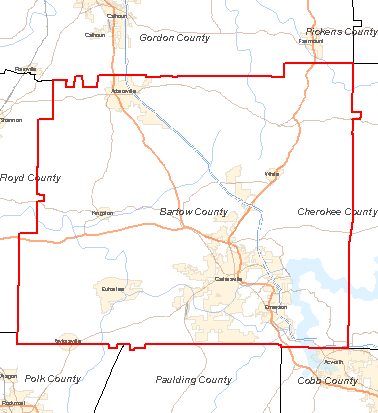 Calhoun
Calhoun
Gordon County
Pickens County
Fairmount
Plainville
Adairsville
Shannon
White
Floyd County
Kingston
Bartow County
Cherokee County
Cartersville
Euharlee
Emerson
Taylorsville
Acworth
Aragon
Polk County
Paulding County
Cobb County
Rockmart